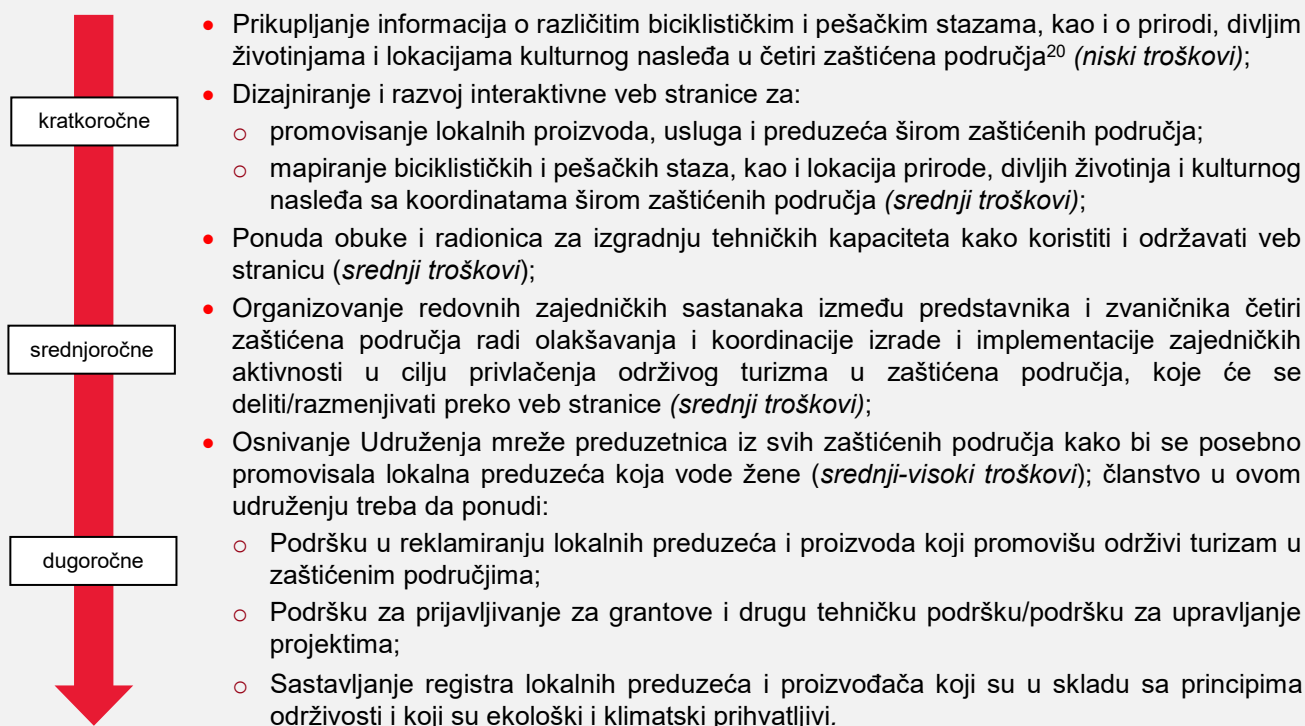 • Prikupljanje informacija o različitim biciklističkim i pešačkim stazama, kao i o prirodi, divljim
životinjama i lokacijama kulturnog nasleđa u četiri zaštićena područja20 (niski troškovi);
• Dizajniranje i razvoj interaktivne veb stranice za:
kratkoročne
o promovisanje lokalnih proizvoda, usluga i preduzeća širom zaštićenih područja;
o mapiranje biciklističkih i pešačkih staza, kao i lokacija prirode, divljih životinja i kulturnog
nasleđa sa koordinatama širom zaštićenih područja (srednji troškovi);
• Ponuda obuke i radionica za izgradnju tehničkih kapaciteta kako koristiti i održavati veb
stranicu (srednji troškovi);
• Organizovanje redovnih zajedničkih sastanaka između predstavnika i zvaničnika četiri
zaštićena područja radi olakšavanja i koordinacije izrade i implementacije zajedničkih
srednjoročne
aktivnosti u cilju privlačenja održivog turizma u zaštićena područja, koje će se
deliti/razmenjivati preko veb stranice (srednji troškovi);
• Osnivanje Udruženja mreže preduzetnica iz svih zaštićenih područja kako bi se posebno
promovisala lokalna preduzeća koja vode žene (srednji-visoki troškovi); članstvo u ovom
udruženju treba da ponudi:
dugoročne
o Podršku u reklamiranju lokalnih preduzeća i proizvoda koji promovišu održivi turizam u
zaštićenim područjima;
o Podršku za prijavljivanje za grantove i drugu tehničku podršku/podršku za upravljanje
projektima;
o Sastavljanje registra lokalnih preduzeća i proizvođača koji su u skladu sa principima
održivosti i koji su ekološki i klimatski prihvatljivi.